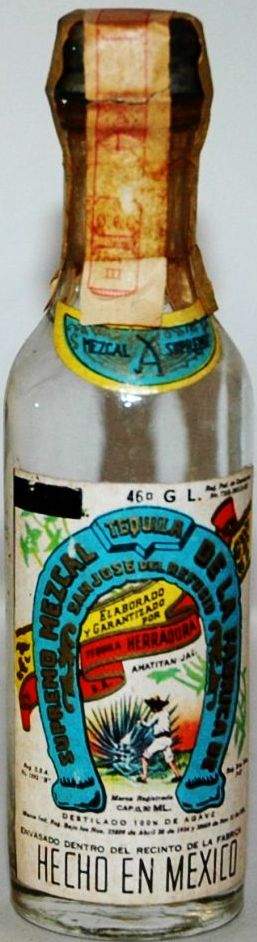 MEZCAL A SUPREMO
46º G L.
TEQUILA
SUPREMO MEZCAL DE LA FABRICA DE
SAN JOSE DEL REFUGIO
ELABORADO
Y GARANTIZADO
POR
TEQUILA HERRADURA
S.A.
AMATITAN JAL.
Marca Registrada
CAP. ML.
DESTILADO 100% DE AGAVE
ENVASADO DENTRO DEL RECINTO DE LA FABRICA
HECHO EN MEXICO